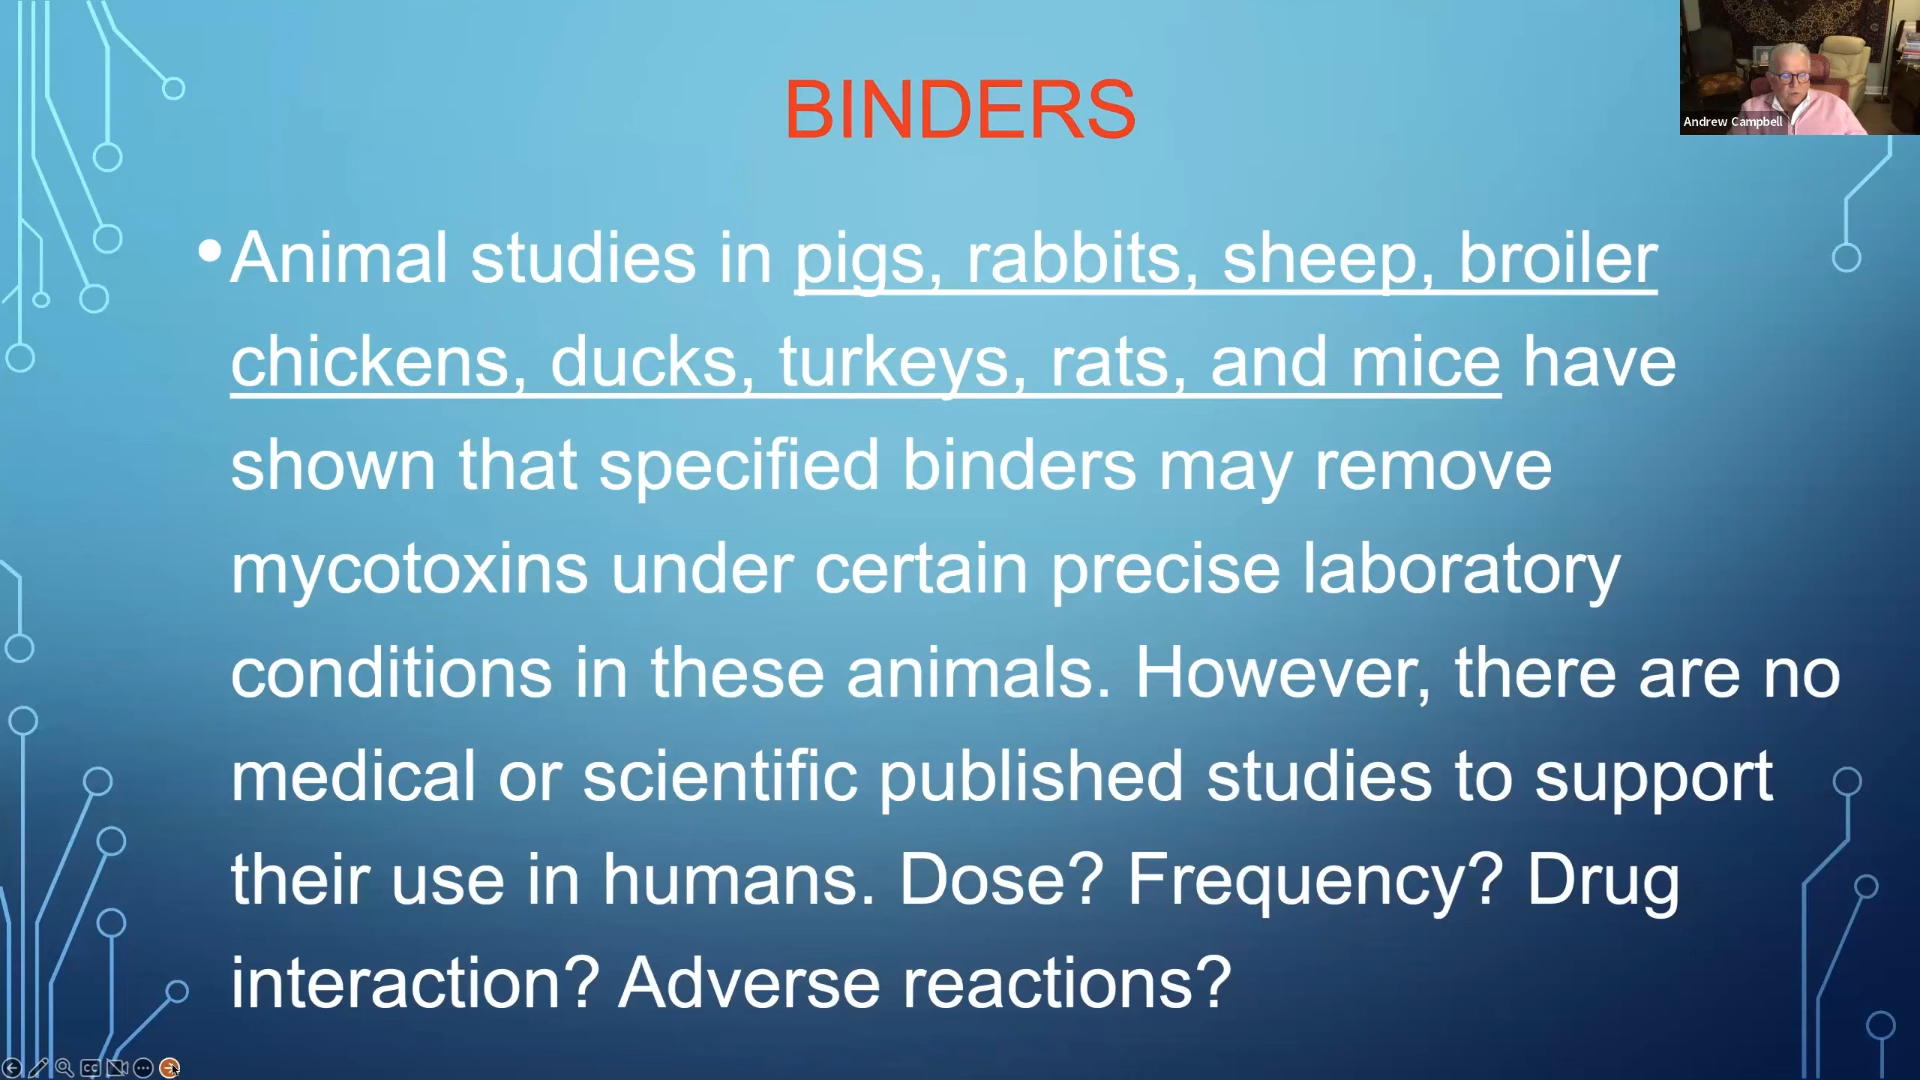 BINDERS
Andrew Campbell
•Animal studies in pigs, rabbits, sheep, broiler
chickens, ducks, turkeys, rats, and mice have
shown that specified binders may remove
mycotoxins under certain precise laboratory
conditions in these animals. However, there are no
medical or scientific published studies to support
their use in humans. Dose? Frequency? Drug
interaction? Adverse reactions?
CC